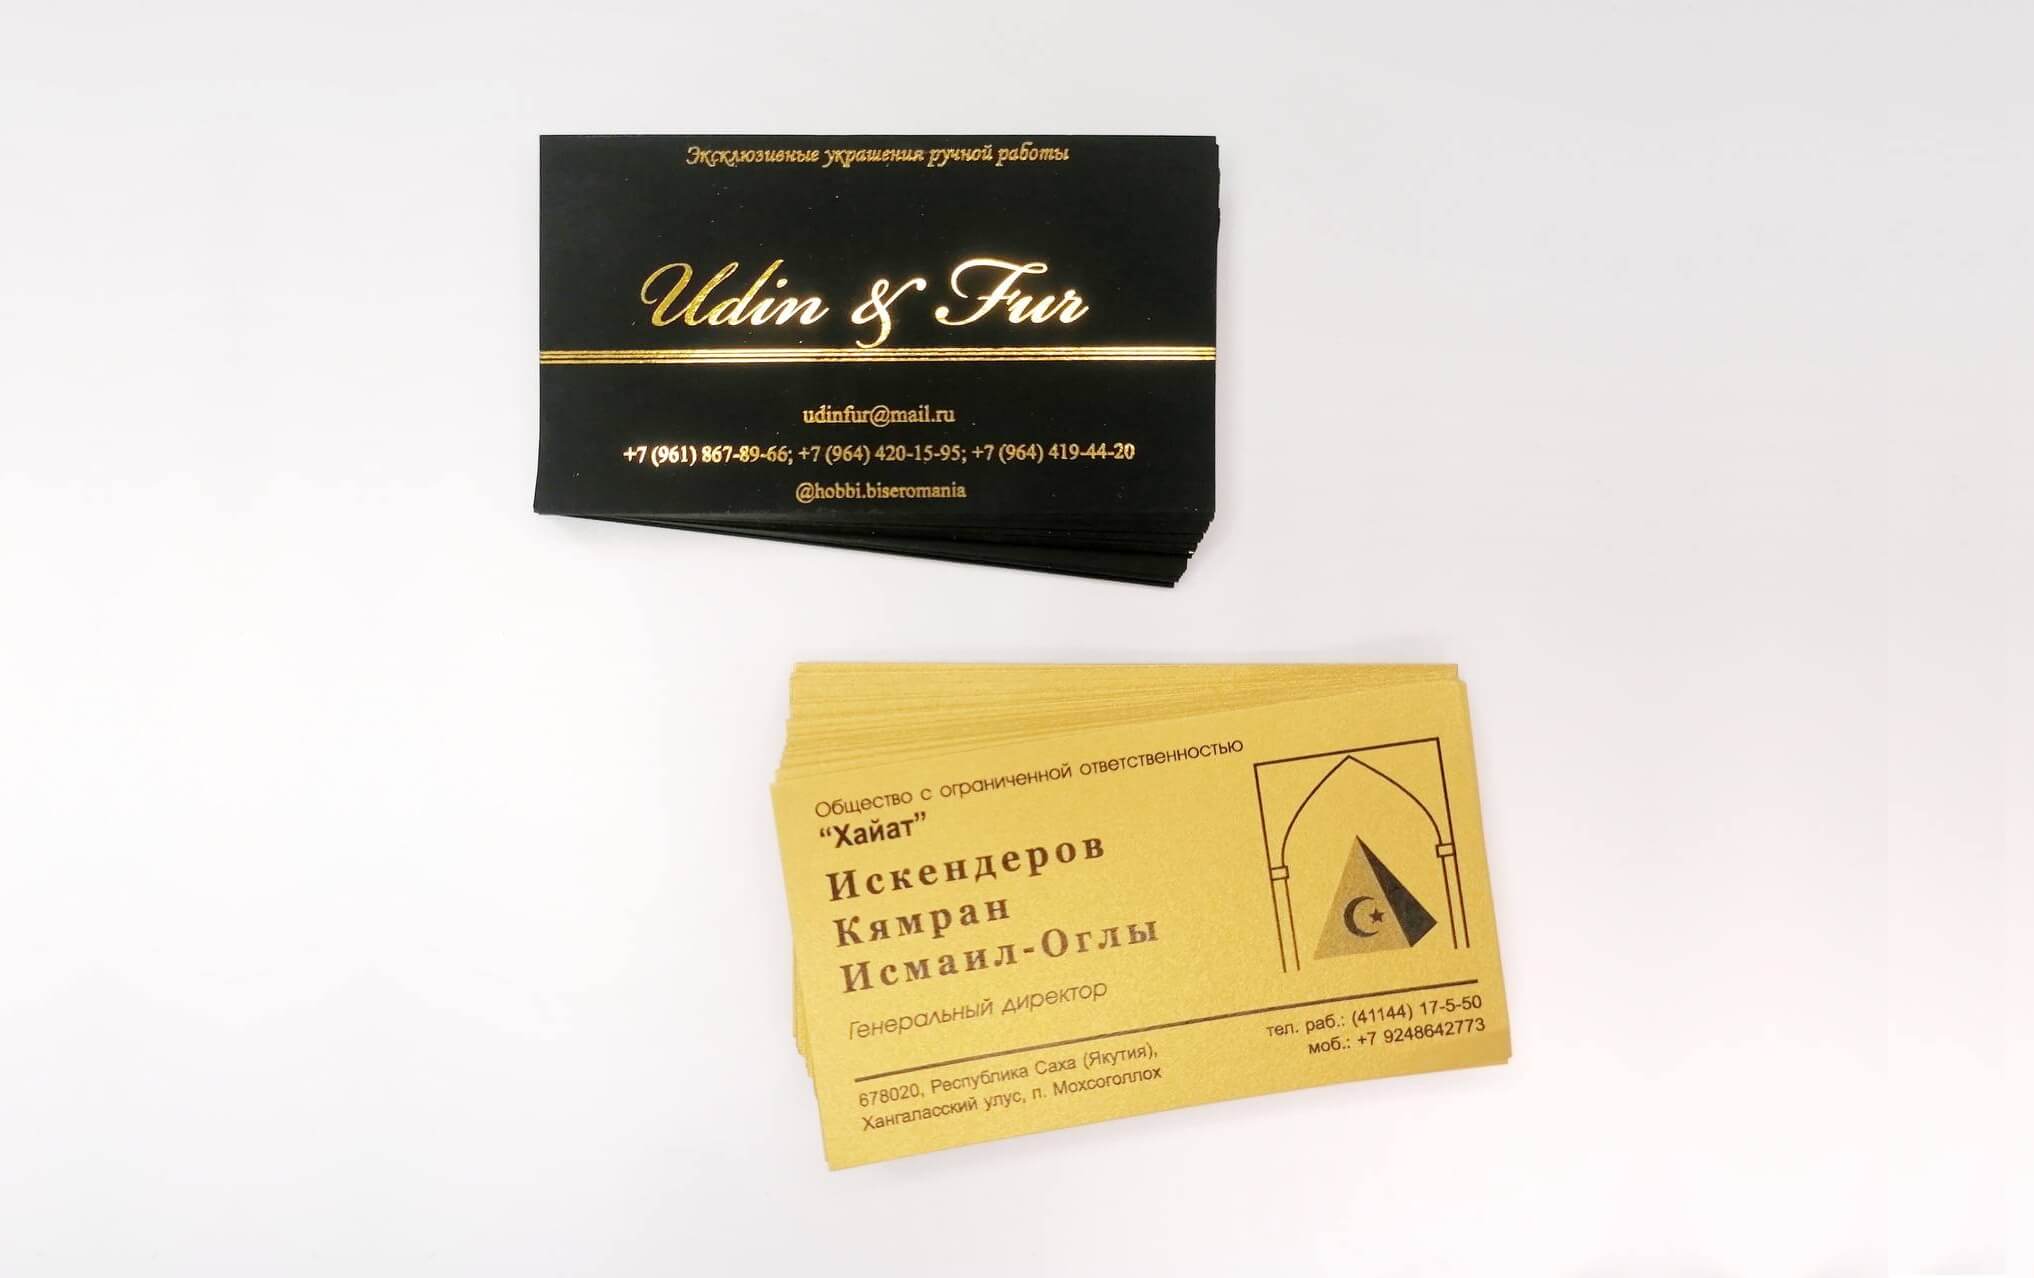 Эксклюзивные украшения ручной работы
Udin & Fur
udinfur@mail.ru
+7 (961) 867-89-66; +7 (964) 420-15-95; +7 (964) 419-44-20
@hobbi.biseromania
Общество с ограниченной ответственностью
“Хайат”
Искендеров
Кямран
Исмаил-Оглы
Генеральный директор
тел. раб.: (41144) 17-5-50
моб.: +7 9248642773
678020, Республика Саха (Якутия),
Хангаласский улус, п. Мохсоголлох